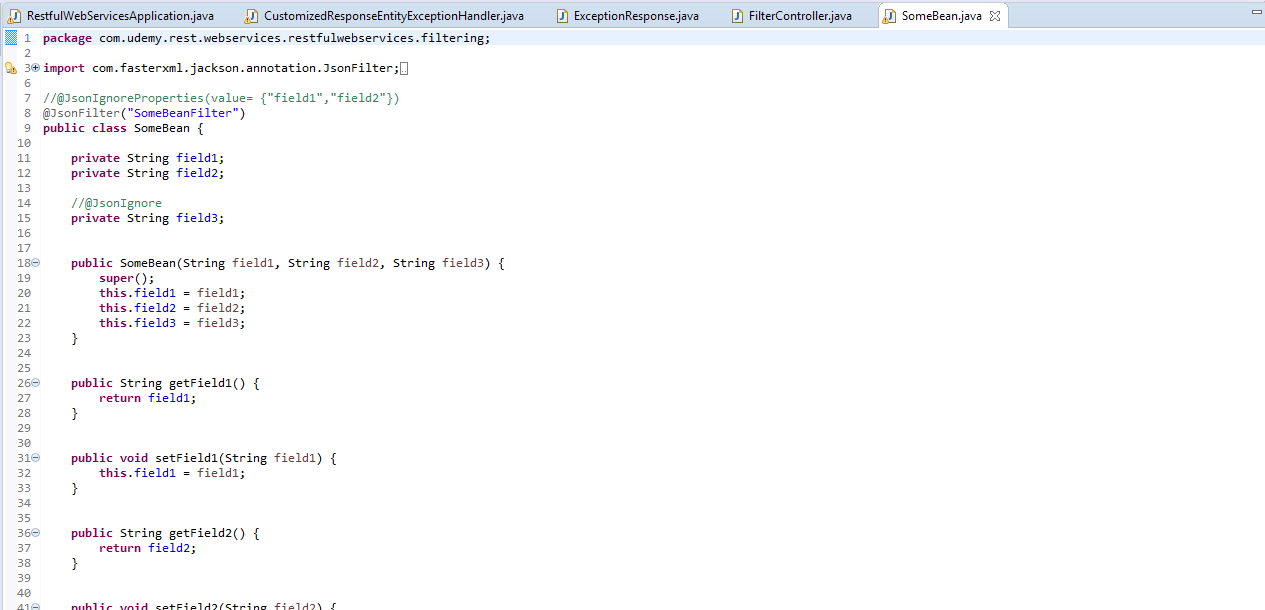 RestfulWebServicesApplication.java CustomizedResponseEntityExceptionHandler.java ExceptionResponse.java FilterController.java SomeBean.java
1 package com.udemy.rest.webservices.restfulwebservices.filtering;
2
3 import com.fasterxml.jackson.annotation.JsonFilter;
6
7 //@JsonIgnoreProperties(value= {"field1","field2"})
8 @JsonFilter("SomeBeanFilter")
9 public class SomeBean {
10
11 private String field1;
12 private String field2;
13
14 //@JsonIgnore
15 private String field3;
16
17
18 public SomeBean(String field1, String field2, String field3) {
19 super();
20 this.field1 = field1;
21 this.field2 = field2;
22 this.field3 = field3;
23 }
24
25
26 public String getField1() {
27 return field1;
28 }
29
30
31 public void setField1(String field1) {
32 this.field1 = field1;
33 }
34
35
36 public String getField2() {
37 return field2;
38 }
39
40
41 public void setField2(String field2) {